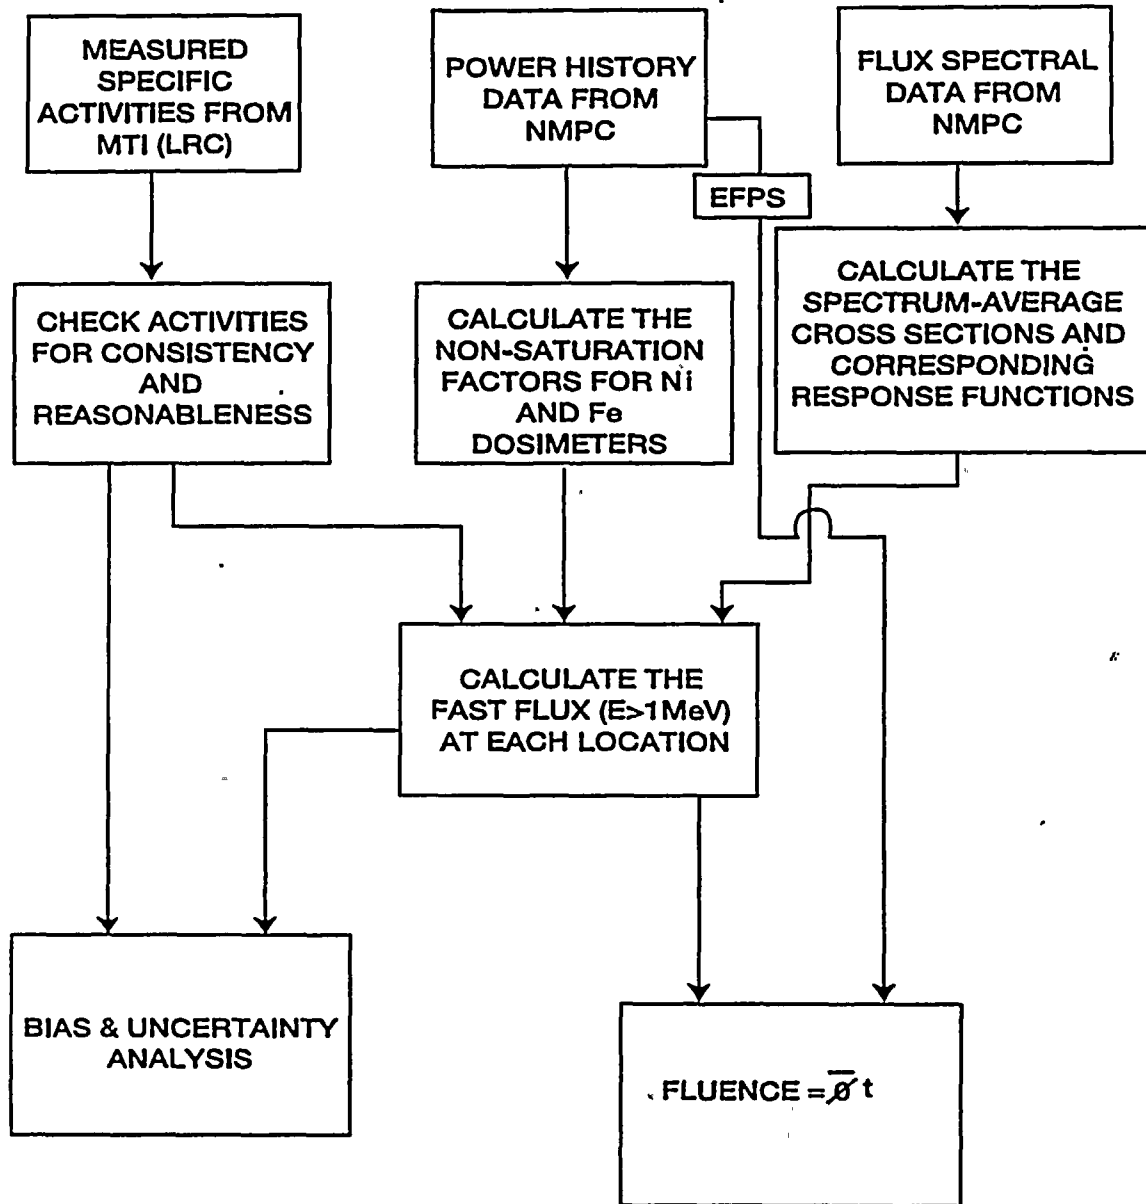 MEASURED
SPECIFIC
ACTIVITIES FROM
MTI (LRC)
POWER HISTORY
DATA FROM
NMPC
FLUX SPECTRAL
DATA FROM
NMPC
EFPS
CHECK ACTIVITIES
FOR CONSISTENCY
AND
REASONABLENESS
CALCULATE THE
NON-SATURATION
FACTORS FOR Ni
AND Fe
DOSIMETERS
CALCULATE THE
SPECTRUM-AVERAGE
CROSS SECTIONS AND
CORRESPONDING
RESPONSE FUNCTIONS
CALCULATE THE
FAST FLUX (E>1MeV)
AT EACH LOCATION
BIAS & UNCERTAINTY
ANALYSIS
FLUENCE = φ̅ t